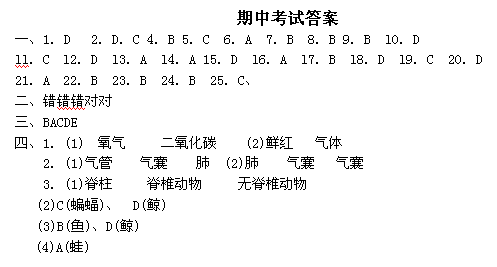 期中考试答案
一、1. D 2. D. C 4. B 5. C 6. A 7. B 8. B 9. B 10. D
11. C 12. D 13. A 14. A 15. D 16. A 17. B 18. D 19. C 20. D
21. A 22. B 23. B 24. B 25. C、
二、错错错对对
三、BACDE
四、1. (1) 氧气 二氧化碳 (2)鲜红 气体
2. (1)气管 气囊 肺 (2)肺 气囊 气囊
3. (1)脊柱 脊椎动物 无脊椎动物
(2)C(蝙蝠)、 D(鲸)
(3)B(鱼)、D(鲸)
(4)A(蛙)